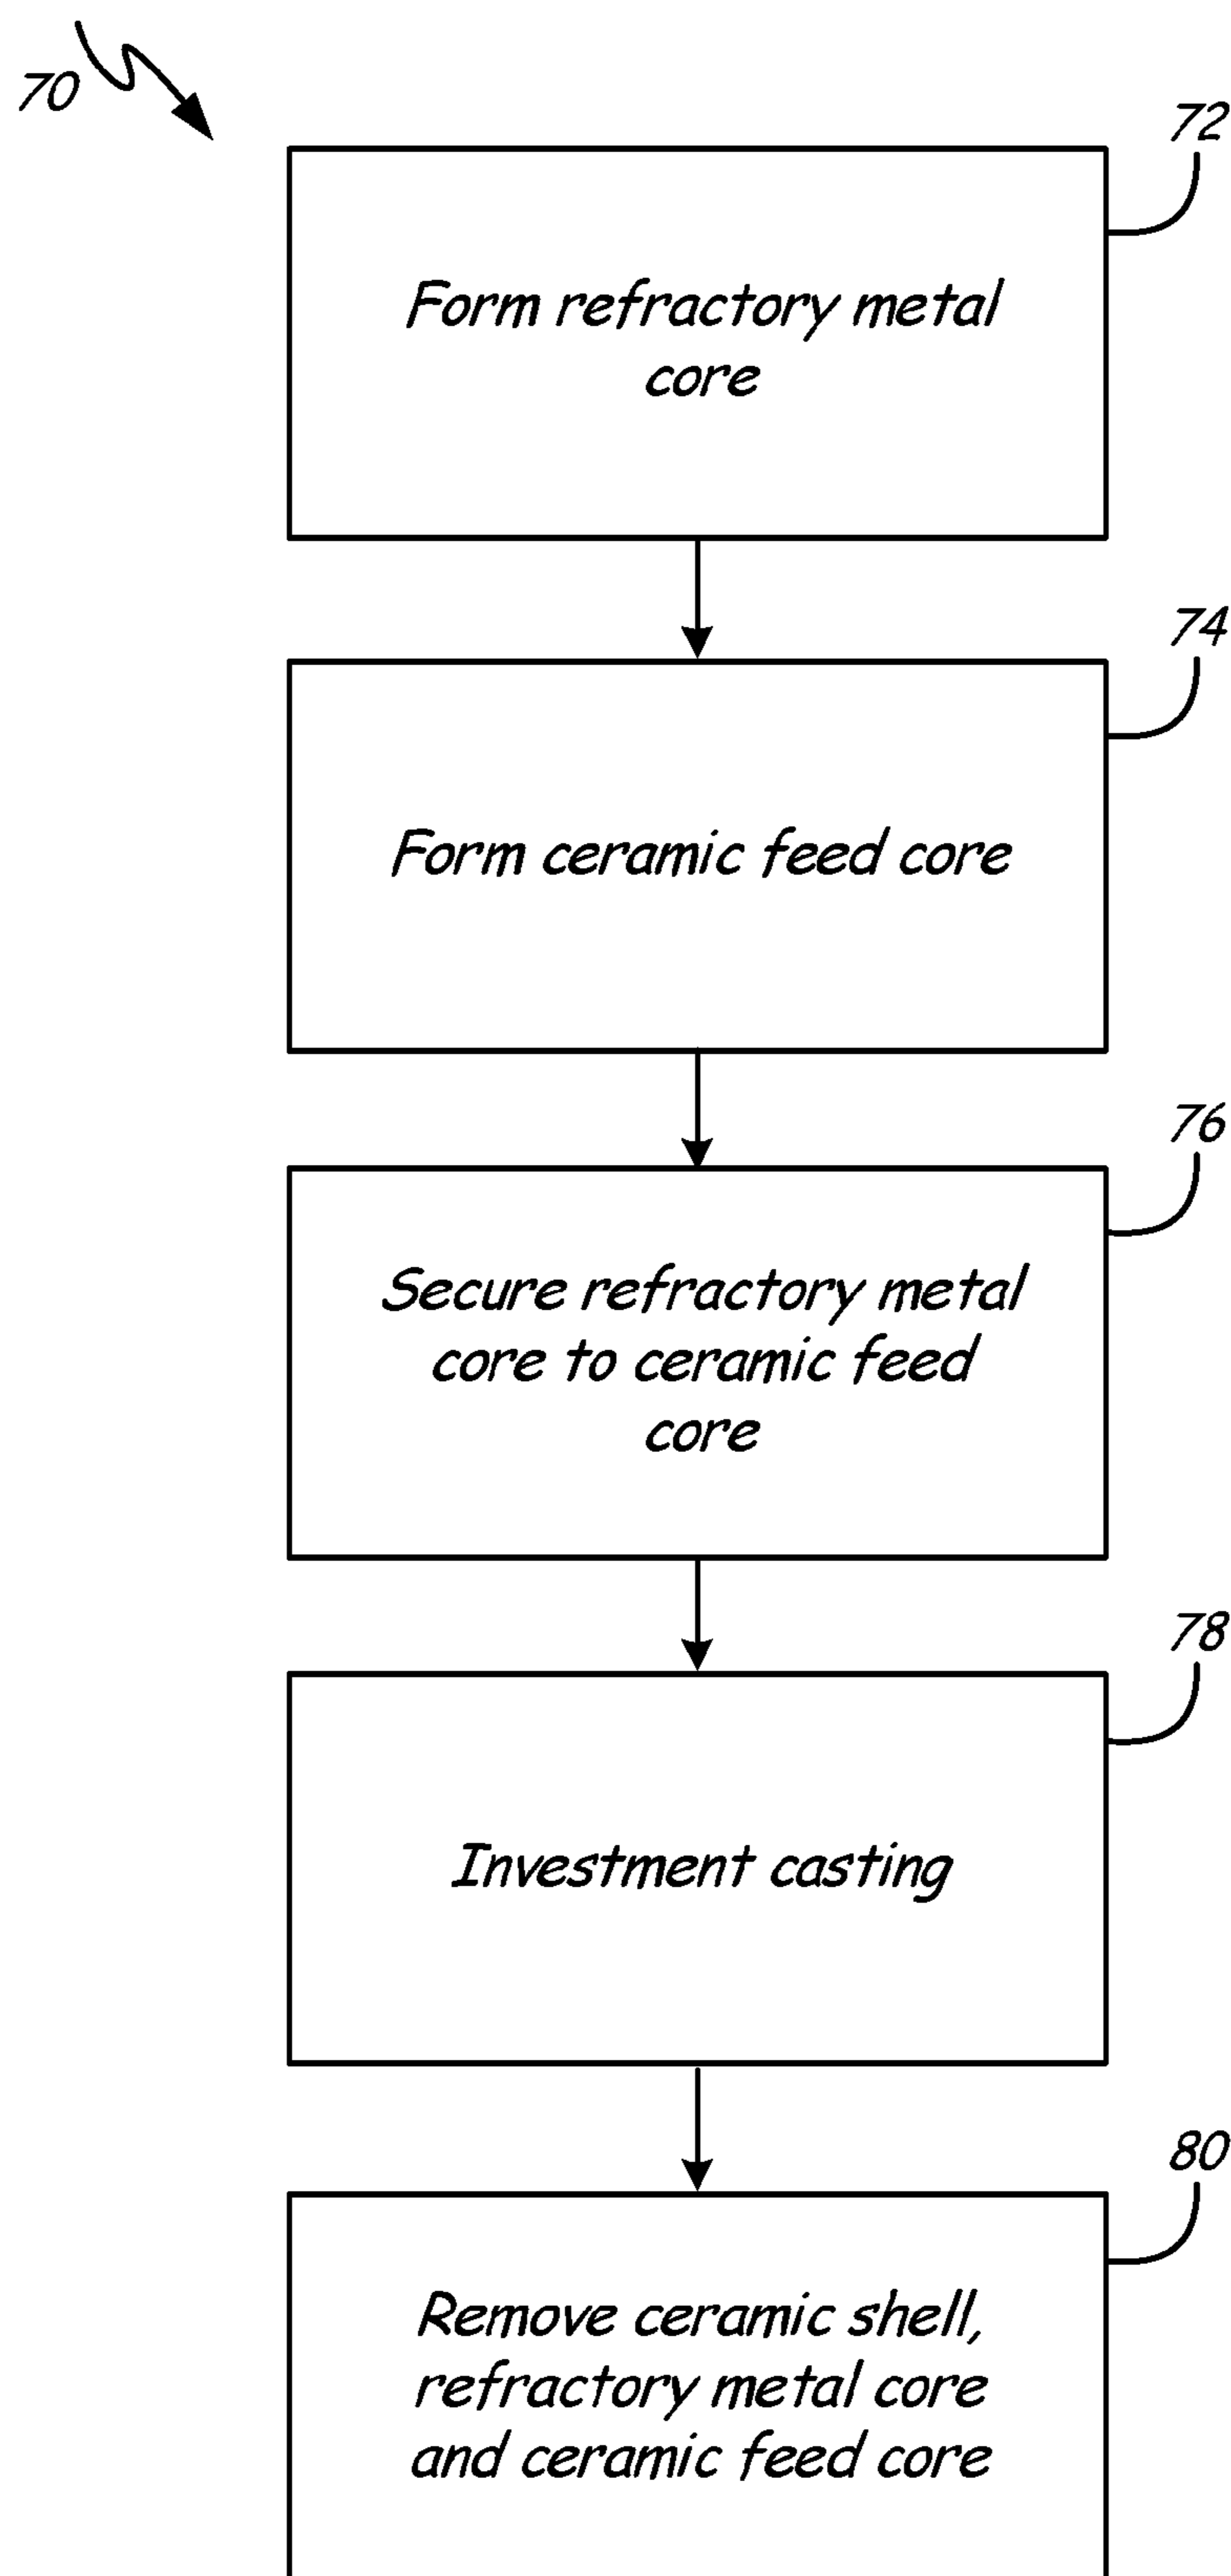 70
72
Form refractory metal
core
74
Form ceramic feed core
76
Secure refractory metal
core to ceramic feed
core
78
Investment casting
80
Remove ceramic shell,
refractory metal core
and ceramic feed core